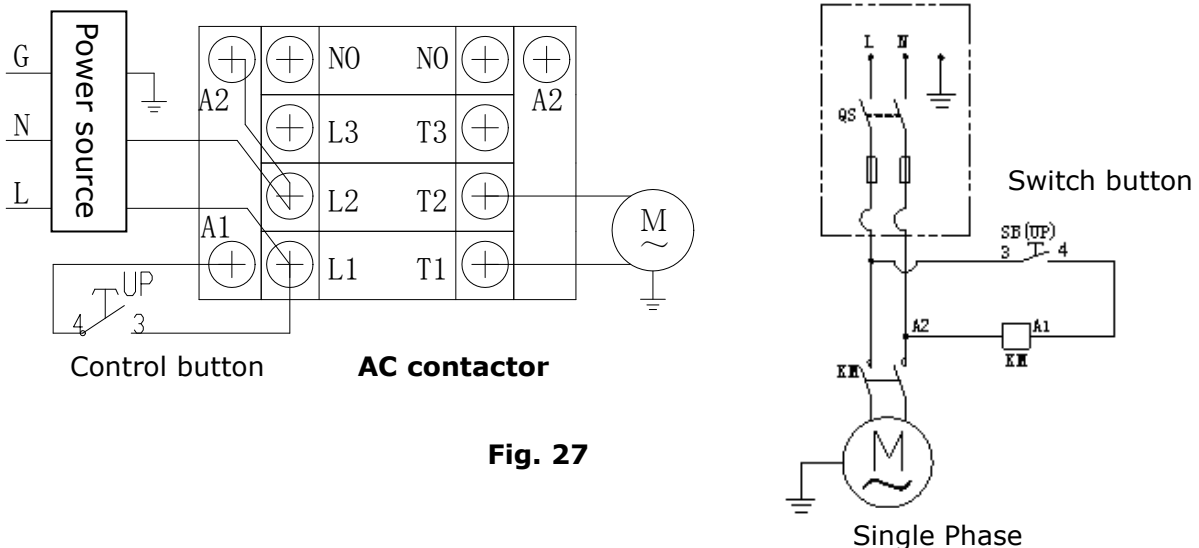 G
N
L
Power source
A2
NO
NO
A2
L3
T3
L2
T2
A1
L1
T1
M
~
UP
4
3
Control button
AC contactor
Fig. 27
L
N
QS
Switch button
SB(UP)
3
4
A2
A1
KM
KM
M
~
Single Phase